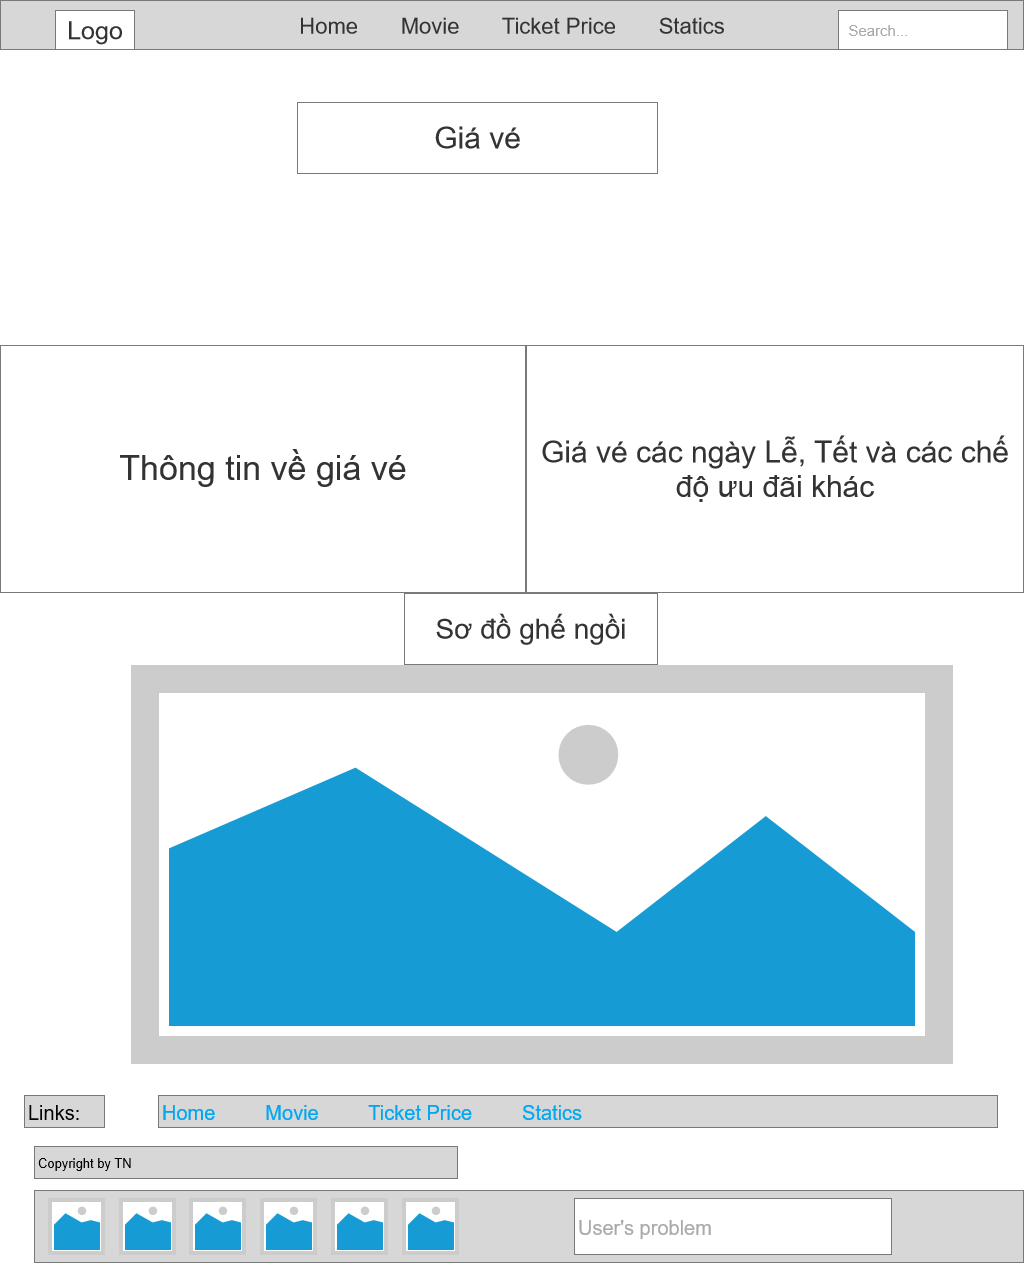 Logo
Home Movie Ticket Price Statics
Search...
Giá vé
Thông tin về giá vé
Giá vé các ngày Lễ, Tết và các chế
độ ưu đãi khác
Sơ đồ ghế ngồi
Links:
Home Movie Ticket Price Statics
Copyright by TN
User's problem